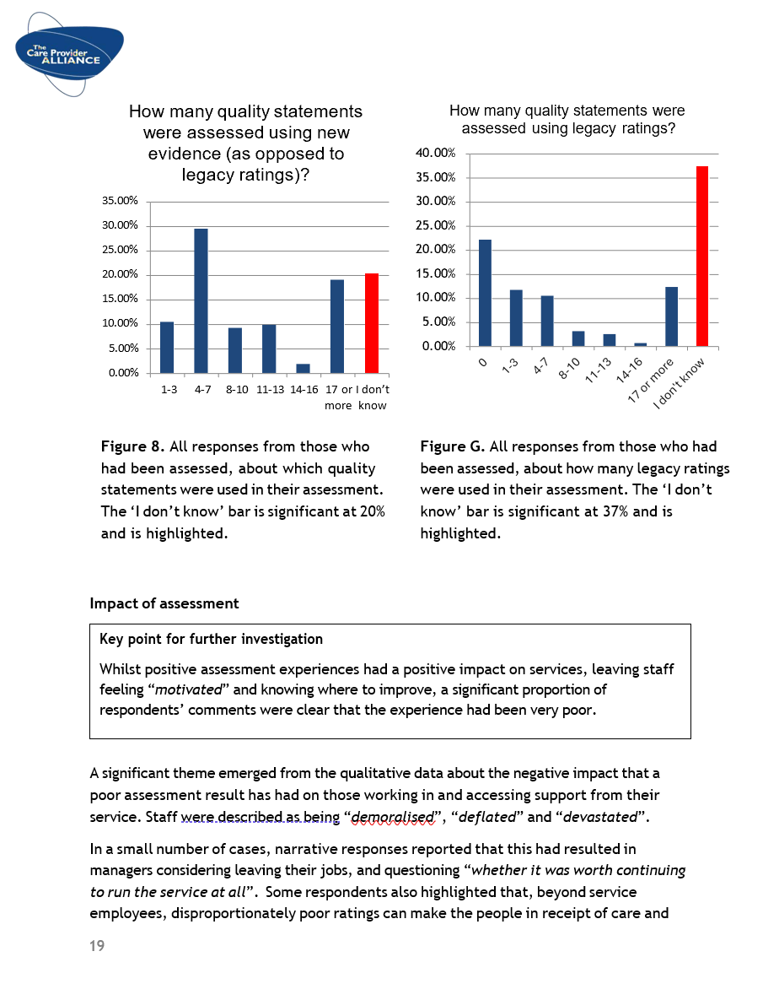 The
Care Provider
ALLIANCE
How many quality statements
were assessed using new
evidence (as opposed to
legacy ratings)?
35.00%
30.00%
25.00%
20.00%
15.00%
10.00%
5.00%
0.00%
1-3 4-7 8-10 11-13 14-16 17 or I don’t
more know
How many quality statements were
assessed using legacy ratings?
40.00%
35.00%
30.00%
25.00%
20.00%
15.00%
10.00%
5.00%
0.00%
0 1-3 4-7 8-10 11-13 14-16 17 or more I don't know
Figure 8. All responses from those who
had been assessed, about which quality
statements were used in their assessment.
The ‘I don’t know’ bar is significant at 20%
and is highlighted.
Figure G. All responses from those who had
been assessed, about how many legacy ratings
were used in their assessment. The ‘I don’t
know’ bar is significant at 37% and is
highlighted.
Impact of assessment
Key point for further investigation
Whilst positive assessment experiences had a positive impact on services, leaving staff
feeling “motivated” and knowing where to improve, a significant proportion of
respondents’ comments were clear that the experience had been very poor.
A significant theme emerged from the qualitative data about the negative impact that a
poor assessment result has had on those working in and accessing support from their
service. Staff were described as being “demoralised”, “deflated” and “devastated”.
In a small number of cases, narrative responses reported that this had resulted in
managers considering leaving their jobs, and questioning “whether it was worth continuing
to run the service at all”. Some respondents also highlighted that, beyond service
employees, disproportionately poor ratings can make the people in receipt of care and
19